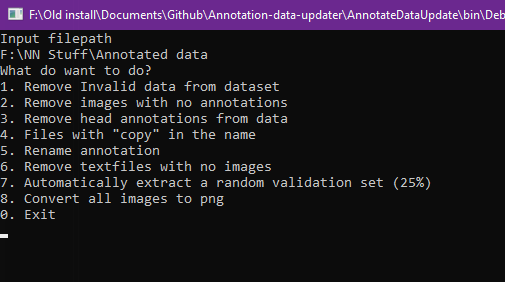 F:\Old install\Documents\Github\Annotation-data-updater\AnnotateDataUpdate\bin\Deb
Input filepath
F:\NN Stuff\Annotated data
What do want to do?
1. Remove Invalid data from dataset
2. Remove images with no annotations
3. Remove head annotations from data
4. Files with "copy" in the name
5. Rename annotation
6. Remove textfiles with no images
7. Automatically extract a random validation set (25%)
8. Convert all images to png
0. Exit